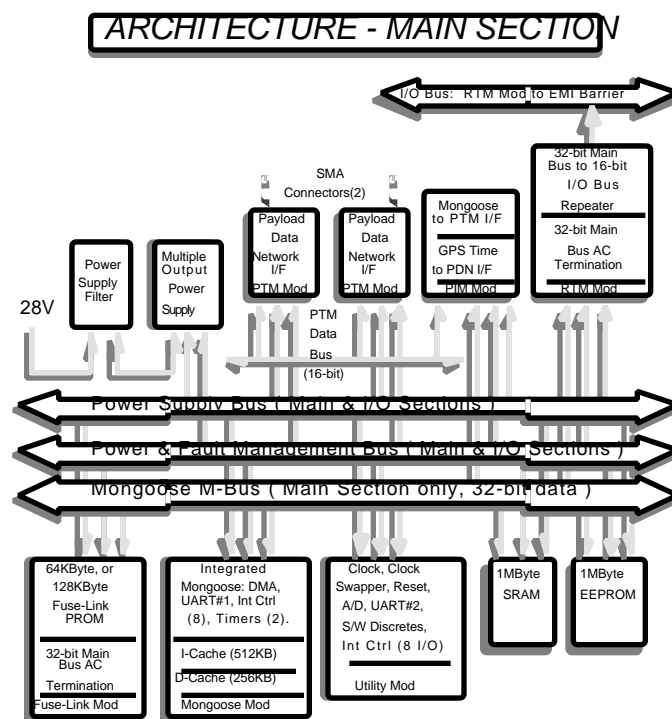 ARCHITECTURE - MAIN SECTION
I/O Bus: RTM Mod to EMI Barrier
SMA
Connectors(2)
Payload
Data
Network
I/F
PTM Mod
Payload
Data
Network
I/F
PTM Mod
Mongoose
to PTM I/F
GPS Time
to PDN I/F
PIM Mod
32-bit Main
Bus to 16-bit
I/O Bus
Repeater
32-bit Main
Bus AC
Termination
RTM Mod
28V
Power
Supply
Filter
Multiple
Output
Power
Supply
PTM
Data
Bus
(16-bit)
Power Supply Bus ( Main & I/O Sections )
Power & Fault Management Bus ( Main & I/O Sections )
Mongoose M-Bus ( Main Section only, 32-bit data )
64KByte, or
128KByte
Fuse-Link
PROM
32-bit Main
Bus AC
Termination
Fuse-Link Mod
Integrated
Mongoose: DMA,
UART#1, Int Ctrl
(8), Timers (2).
I-Cache (512KB)
D-Cache (256KB)
Mongoose Mod
Clock, Clock
Swapper, Reset,
A/D, UART#2,
S/W Discretes,
Int Ctrl (8 I/O)
Utility Mod
1MByte
SRAM
1MByte
EEPROM